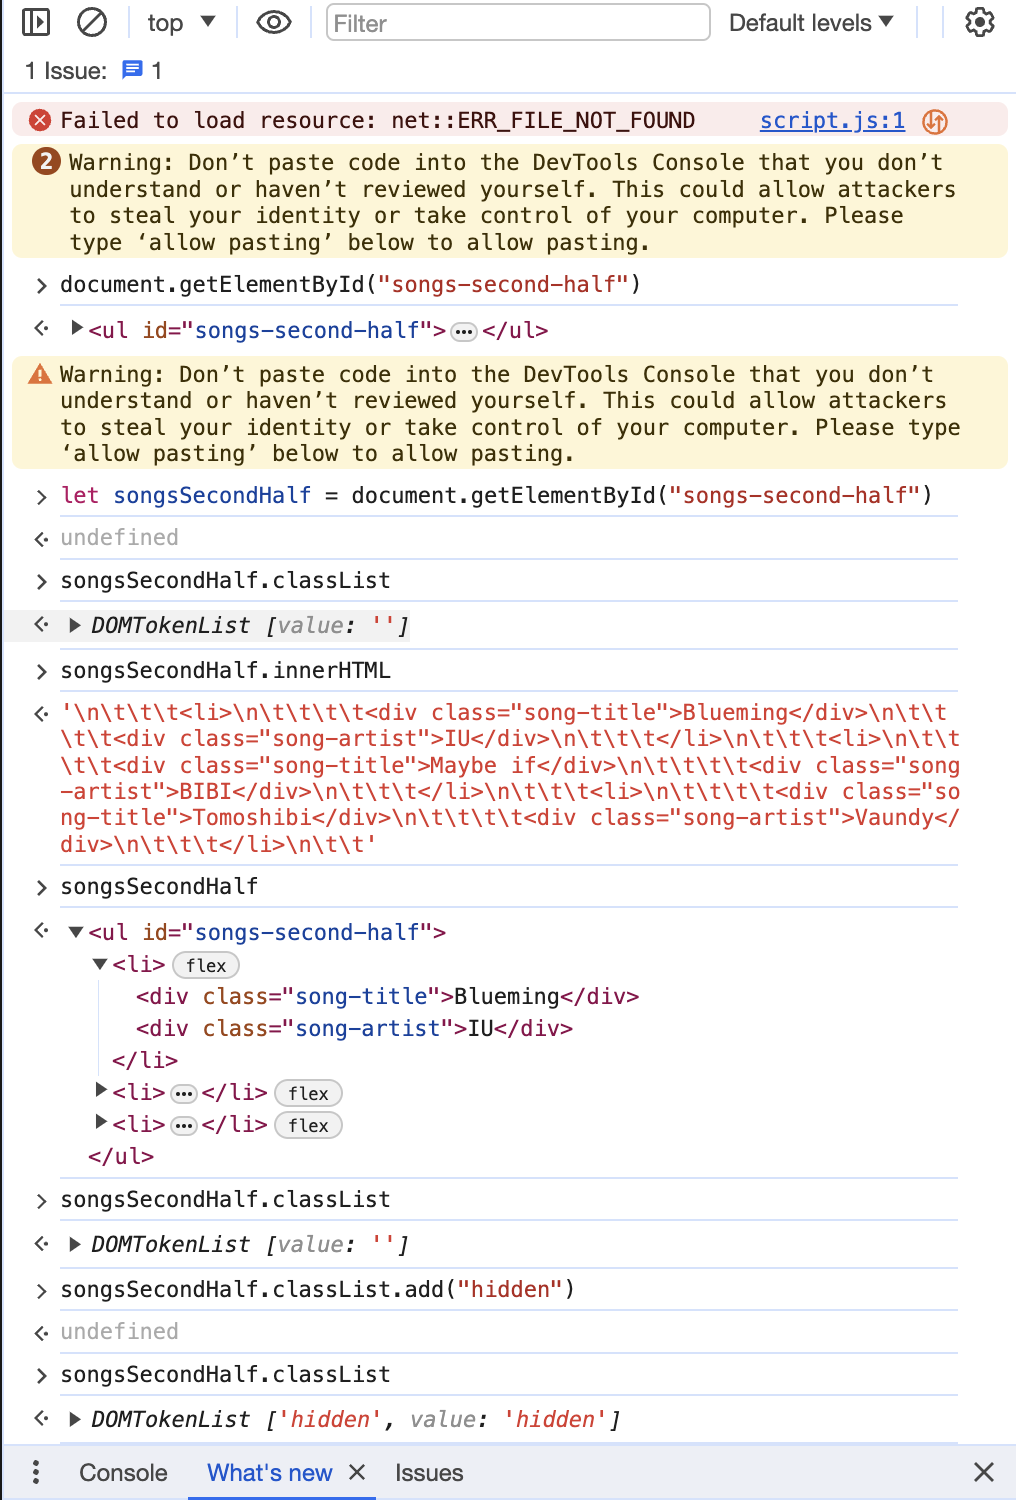 top
Filter
Default levels
1 Issue: 1
Failed to load resource: net::ERR_FILE_NOT_FOUND script.js:1
2 Warning: Don’t paste code into the DevTools Console that you don’t
understand or haven’t reviewed yourself. This could allow attackers
to steal your identity or take control of your computer. Please
type ‘allow pasting’ below to allow pasting.
document.getElementById("songs-second-half")
<ul id="songs-second-half">…</ul>
Warning: Don’t paste code into the DevTools Console that you don’t
understand or haven’t reviewed yourself. This could allow attackers
to steal your identity or take control of your computer. Please type
‘allow pasting’ below to allow pasting.
let songsSecondHalf = document.getElementById("songs-second-half")
undefined
songsSecondHalf.classList
DOMTokenList [value: '']
songsSecondHalf.innerHTML
'\n\t\t\t<li>\n\t\t\t\t<div class="song-title">Blueming</div>\n\t\t
\t\t<div class="song-artist">IU</div>\n\t\t\t</li>\n\t\t\t<li>\n\t\t
\t\t<div class="song-title">Maybe if</div>\n\t\t\t\t<div class="song
-artist">BIBI</div>\n\t\t\t</li>\n\t\t\t<li>\n\t\t\t\t<div class="so
ng-title">Tomoshibi</div>\n\t\t\t\t<div class="song-artist">Vaundy</
div>\n\t\t\t</li>\n\t\t'
songsSecondHalf
<ul id="songs-second-half">
<li> flex
<div class="song-title">Blueming</div>
<div class="song-artist">IU</div>
</li>
<li>…</li> flex
<li>…</li> flex
</ul>
songsSecondHalf.classList
DOMTokenList [value: '']
songsSecondHalf.classList.add("hidden")
undefined
songsSecondHalf.classList
DOMTokenList ['hidden', value: 'hidden']
Console What's new Issues